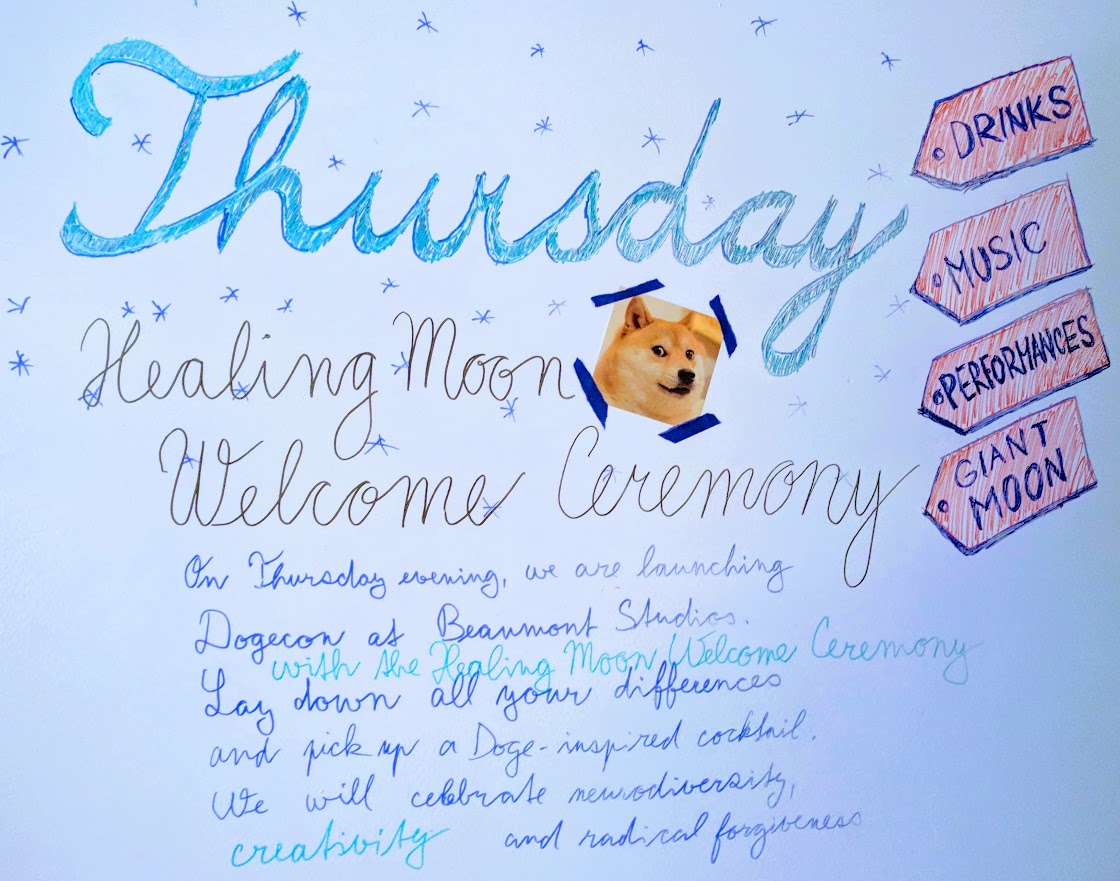 Thursday
DRINKS
MUSIC
PERFORMANCES
GIANT
MOON
Healing Moon
Welcome Ceremony
On Thursday evening, we are launching
Dogecon at Beaumont Studios.
with the Healing Moon Welcome Ceremony
Lay down all your differences
and pick up a Doge-inspired cocktail.
We will celebrate neurodiversity,
creativity and radical forgiveness